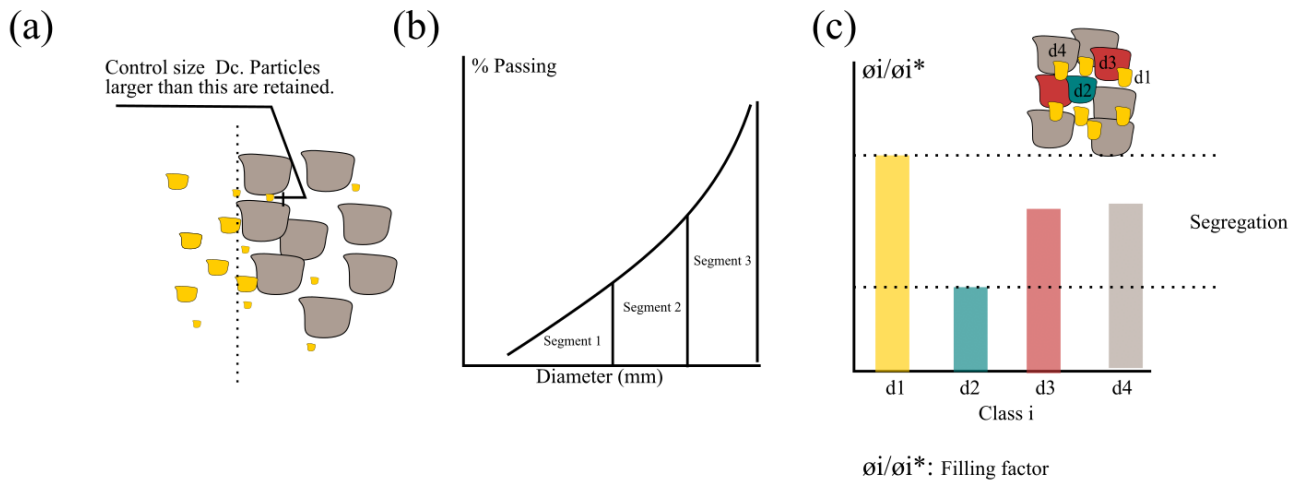 (a)
Control size Dc. Particles
larger than this are retained.
(b)
% Passing
Segment 1
Segment 2
Segment 3
Diameter (mm)
(c)
øi/øi*
d4
d3
d1
d2
Segregation
d1
d2
d3
d4
Class i
øi/øi*: Filling factor